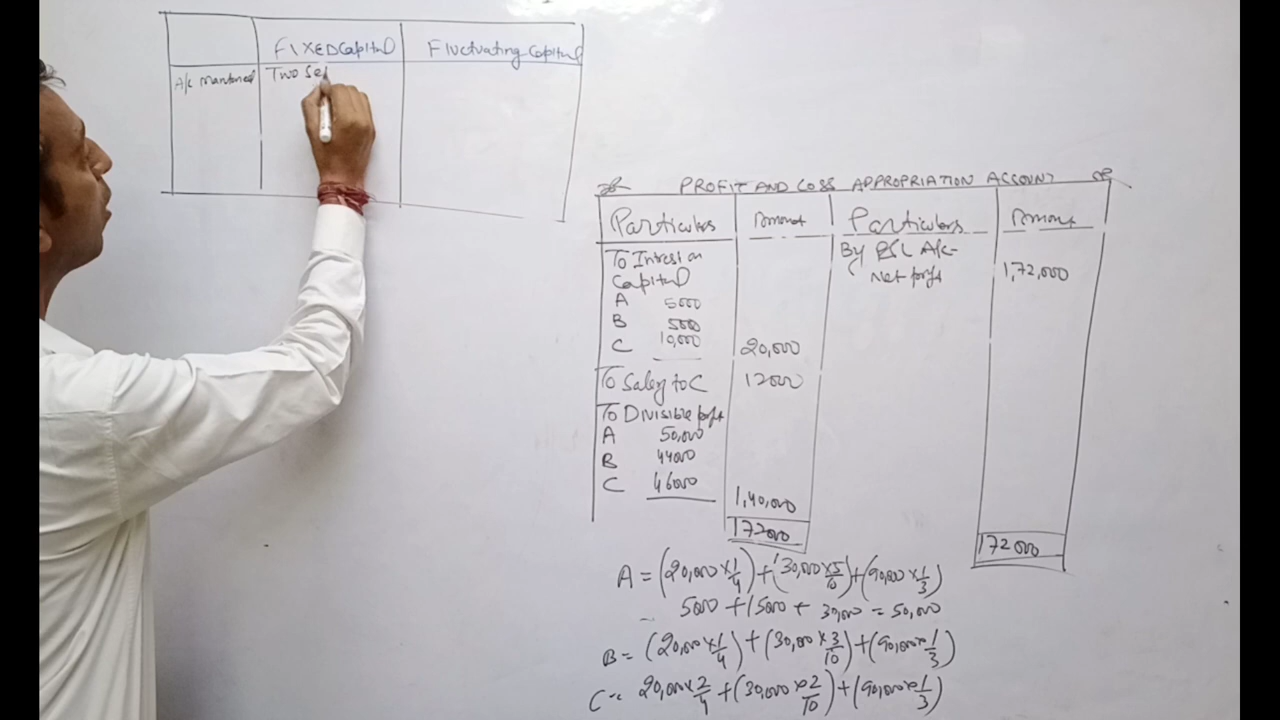 FIXED Capital Fluctuating Capital
A/c Mantened Two Se
PROFIT AND LOSS APPROPRIATION ACCOUNT
Particulars Amount Particulars Amount
To Intrest on By P&L A/c-
Capital Net profit 1,72,000
A 5000
B 5000
C 10,000 20,000
To Salary to C 12000
To Divisible profit
A 50,000
B 44000
C 46000
1,40,000
172000 172000
A = (20,000×1/4)+(30,000×5/10)+(90,000×1/3)
5000 + 15000 + 30,000 = 50,000
B = (20,000×1/4)+(30,000×3/10)+(90,000×1/3)
C = 20,000×2/4+(30,000×2/10)+(90,000×1/3)